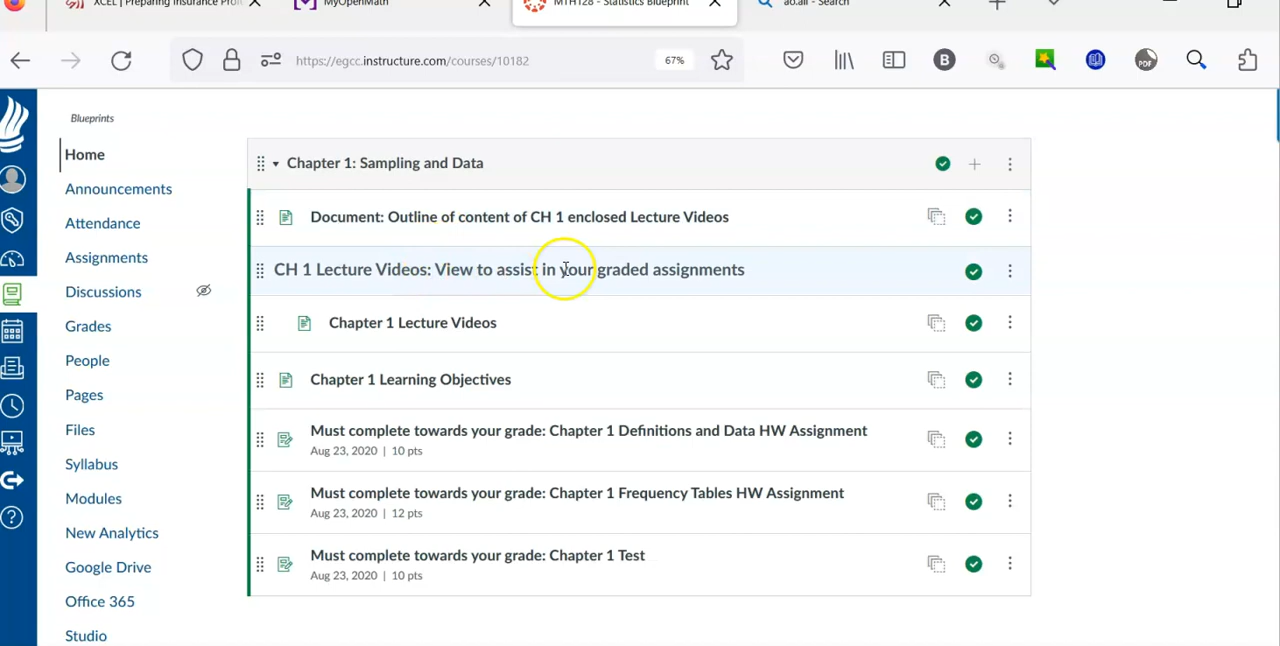 XCEL | Preparing Insurance Prof
MyOpenMath
MTH128 - Statistics Blueprint
ao.all - Search
https://egcc.instructure.com/courses/10182
67%
B
PDF
Blueprints
Home
Announcements
Attendance
Assignments
Discussions
Grades
People
Pages
Files
Syllabus
Modules
New Analytics
Google Drive
Office 365
Studio
Chapter 1: Sampling and Data
Document: Outline of content of CH 1 enclosed Lecture Videos
CH 1 Lecture Videos: View to assist in your graded assignments
Chapter 1 Lecture Videos
Chapter 1 Learning Objectives
Must complete towards your grade: Chapter 1 Definitions and Data HW Assignment
Aug 23, 2020 | 10 pts
Must complete towards your grade: Chapter 1 Frequency Tables HW Assignment
Aug 23, 2020 | 12 pts
Must complete towards your grade: Chapter 1 Test
Aug 23, 2020 | 10 pts